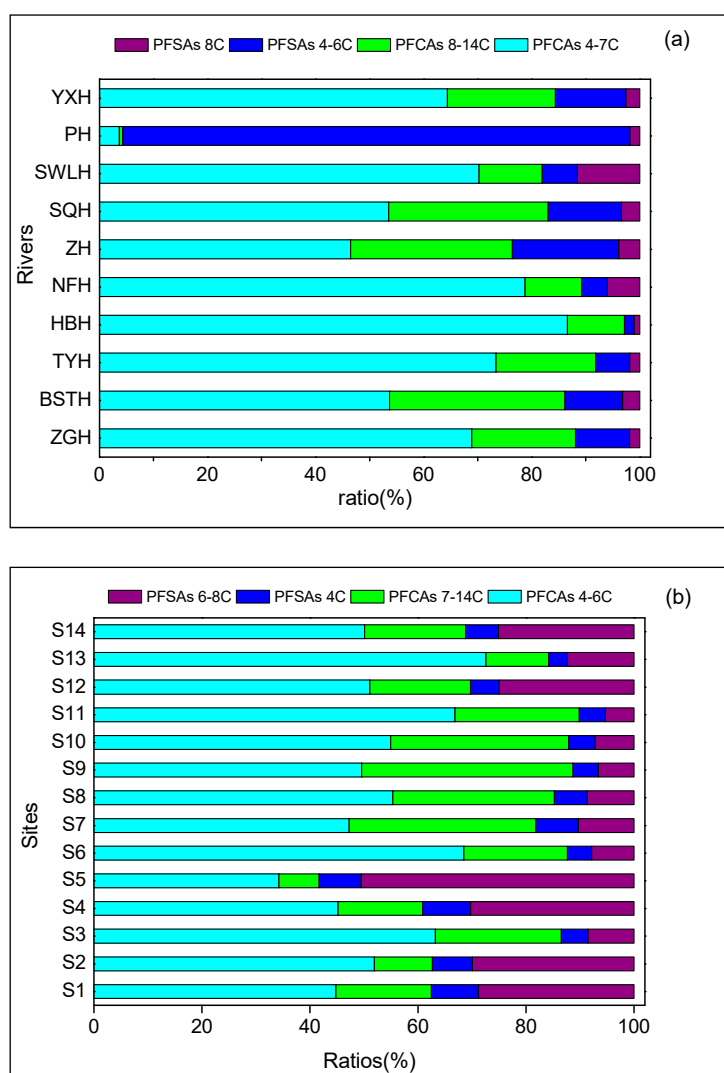 (a)
PFSAs 8C PFSAs 4-6C PFCAs 8-14C PFCAs 4-7C
YXH
PH
SWLH
SQH
ZH
NFH
HBH
TYH
BSTH
ZGH
Rivers
0 20 40 60 80 100
ratio(%)
(b)
PFSAs 6-8C PFSAs 4C PFCAs 7-14C PFCAs 4-6C
S14
S13
S12
S11
S10
S9
S8
S7
S6
S5
S4
S3
S2
S1
Sites
0 20 40 60 80 100
Ratios(%)